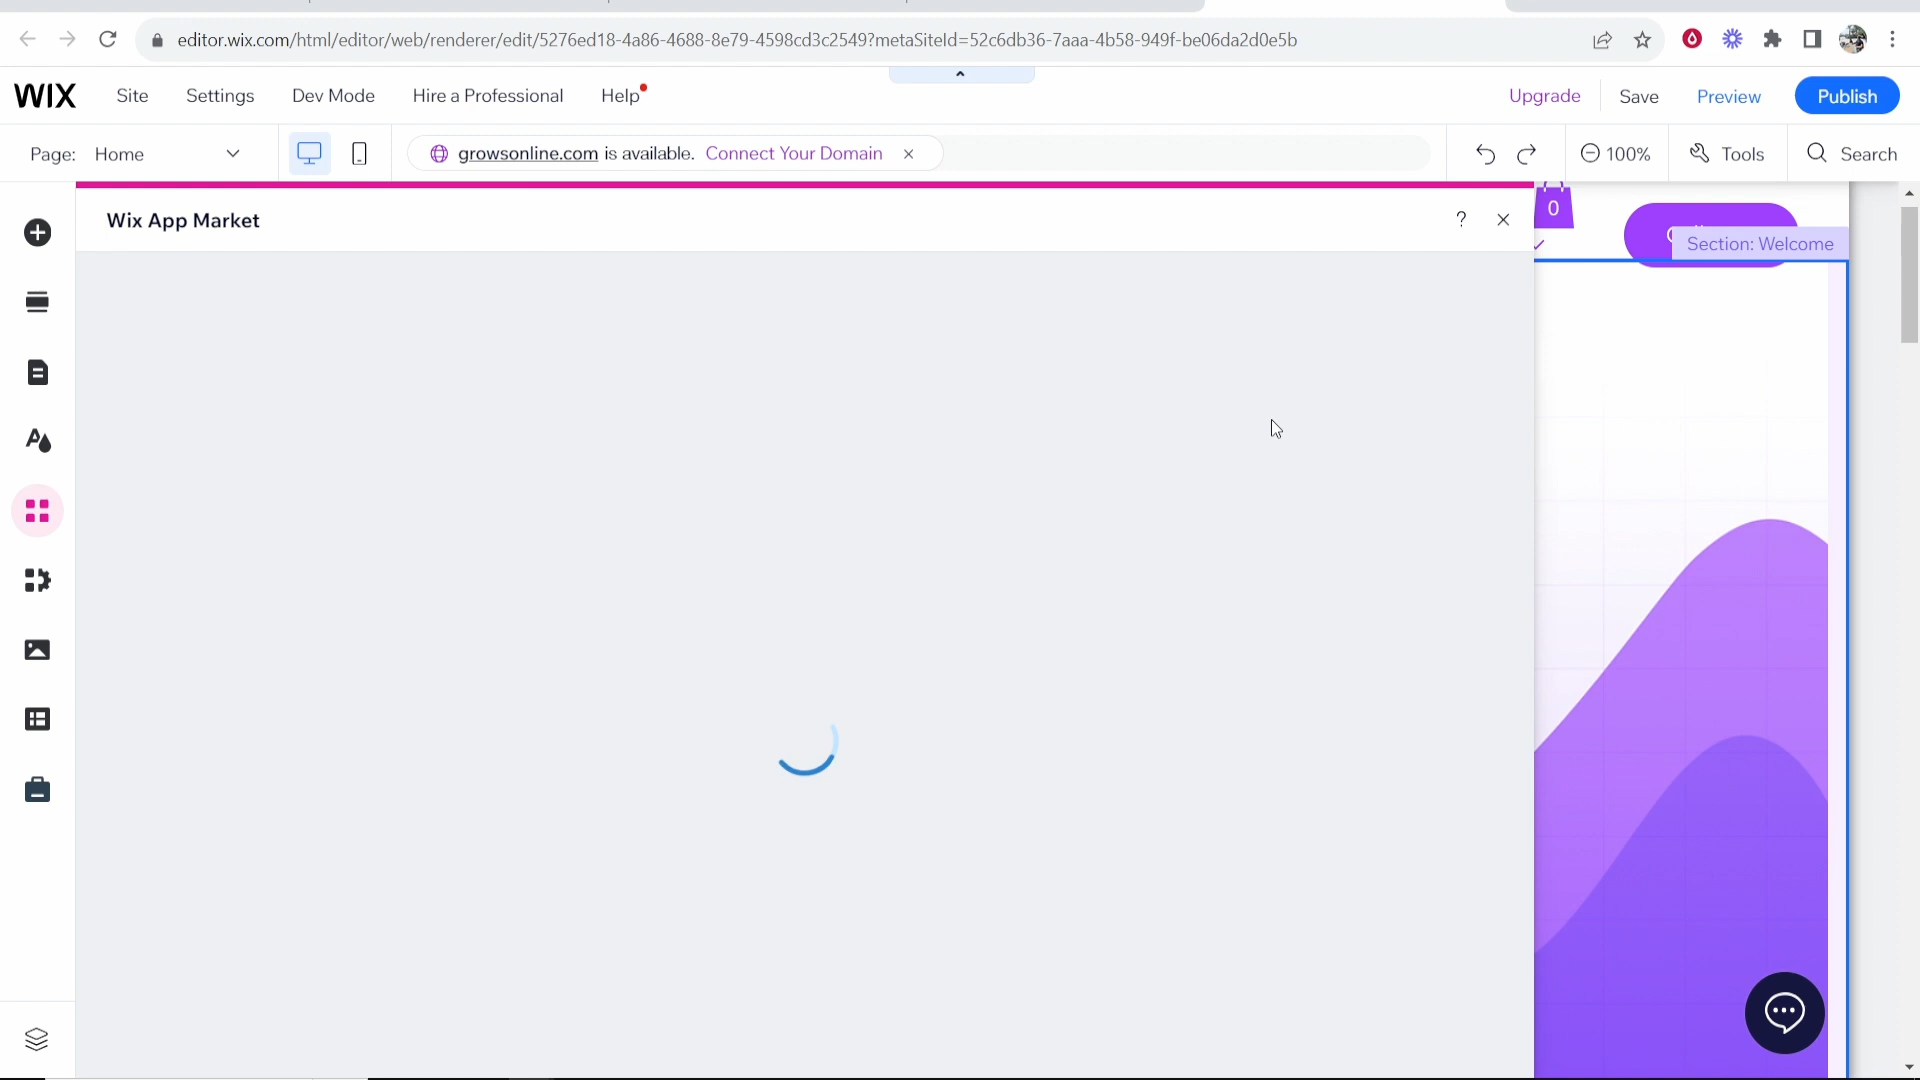 editor.wix.com/html/editor/web/renderer/edit/5276ed18-4a86-4688-8e79-4598cd3c2549?metaSiteId=52c6db36-7aaa-4b58-949f-be06da2d0e5b
WIX Site Settings Dev Mode Hire a Professional Help Upgrade Save Preview Publish
Page: Home growsonline.com is available. Connect Your Domain 100% Tools Search
Wix App Market ? 0
Section: Welcome